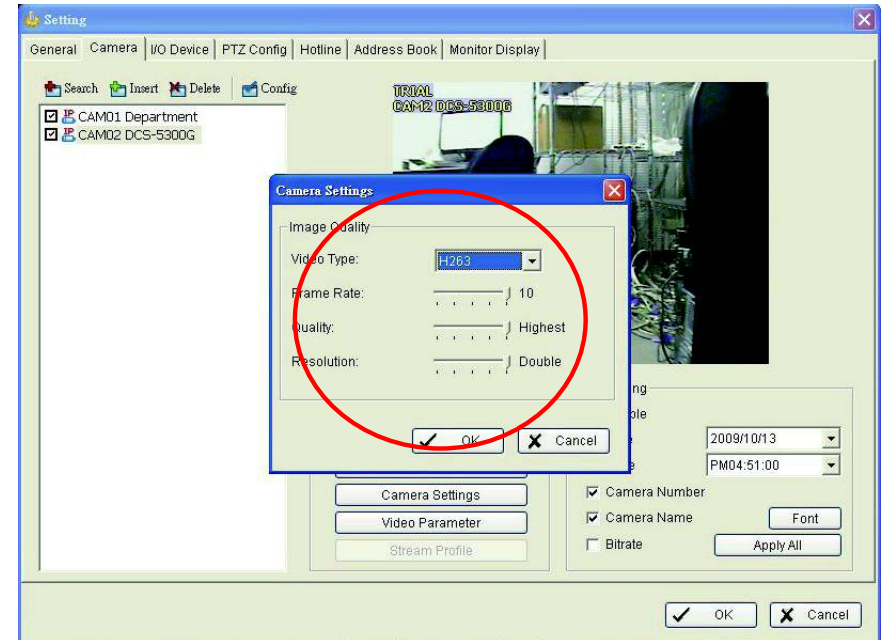 Setting
General Camera I/O Device PTZ Config Hotline Address Book Monitor Display
Search Insert Delete Config
CAM01 Department
CAM02 DCS-5300G
TRIAL
CAM2 DCS-5300G
Camera Settings
Image Quality
Video Type: H263
Frame Rate: 10
Quality: Highest
Resolution: Double
OK Cancel
2009/10/13
PM04:51:00
Camera Settings
Video Parameter
Stream Profile
Camera Number
Camera Name Font
Bitrate Apply All
OK Cancel